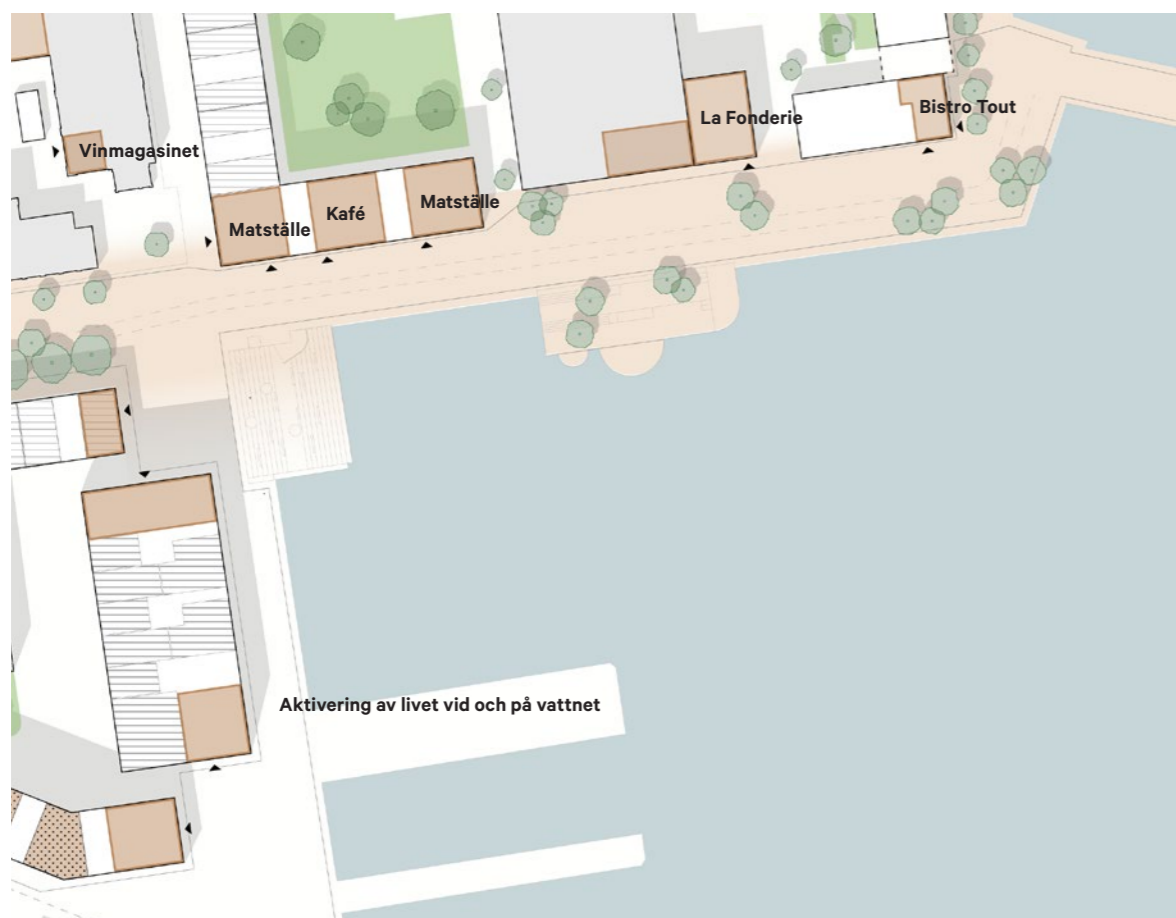 Bistro Tout
La Fonderie
Vinmagasinet
Matställe
Kafé
Matställe
Aktivering av livet vid och på vattnet